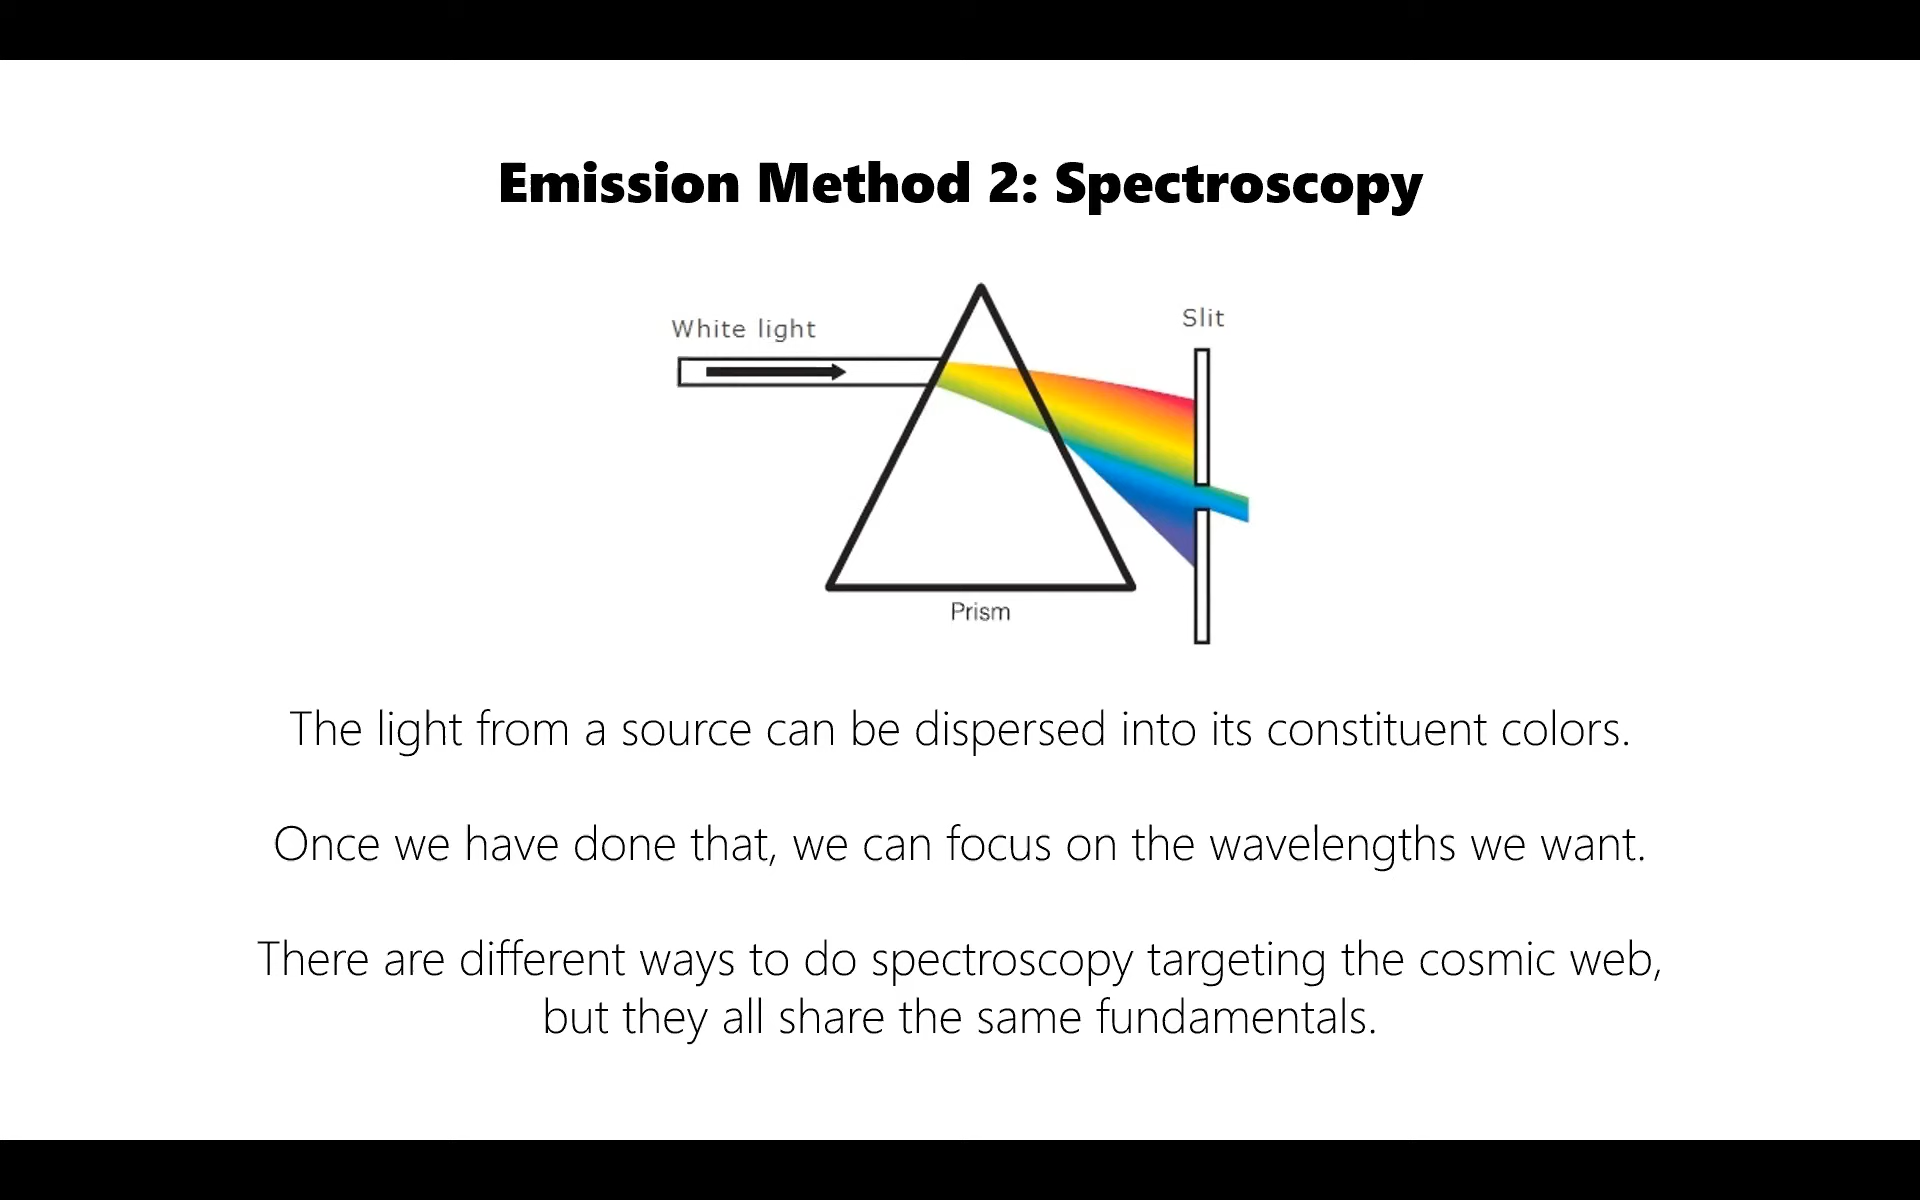 Emission Method 2: Spectroscopy
White light
Slit
Prism
The light from a source can be dispersed into its constituent colors.
Once we have done that, we can focus on the wavelengths we want.
There are different ways to do spectroscopy targeting the cosmic web,
but they all share the same fundamentals.